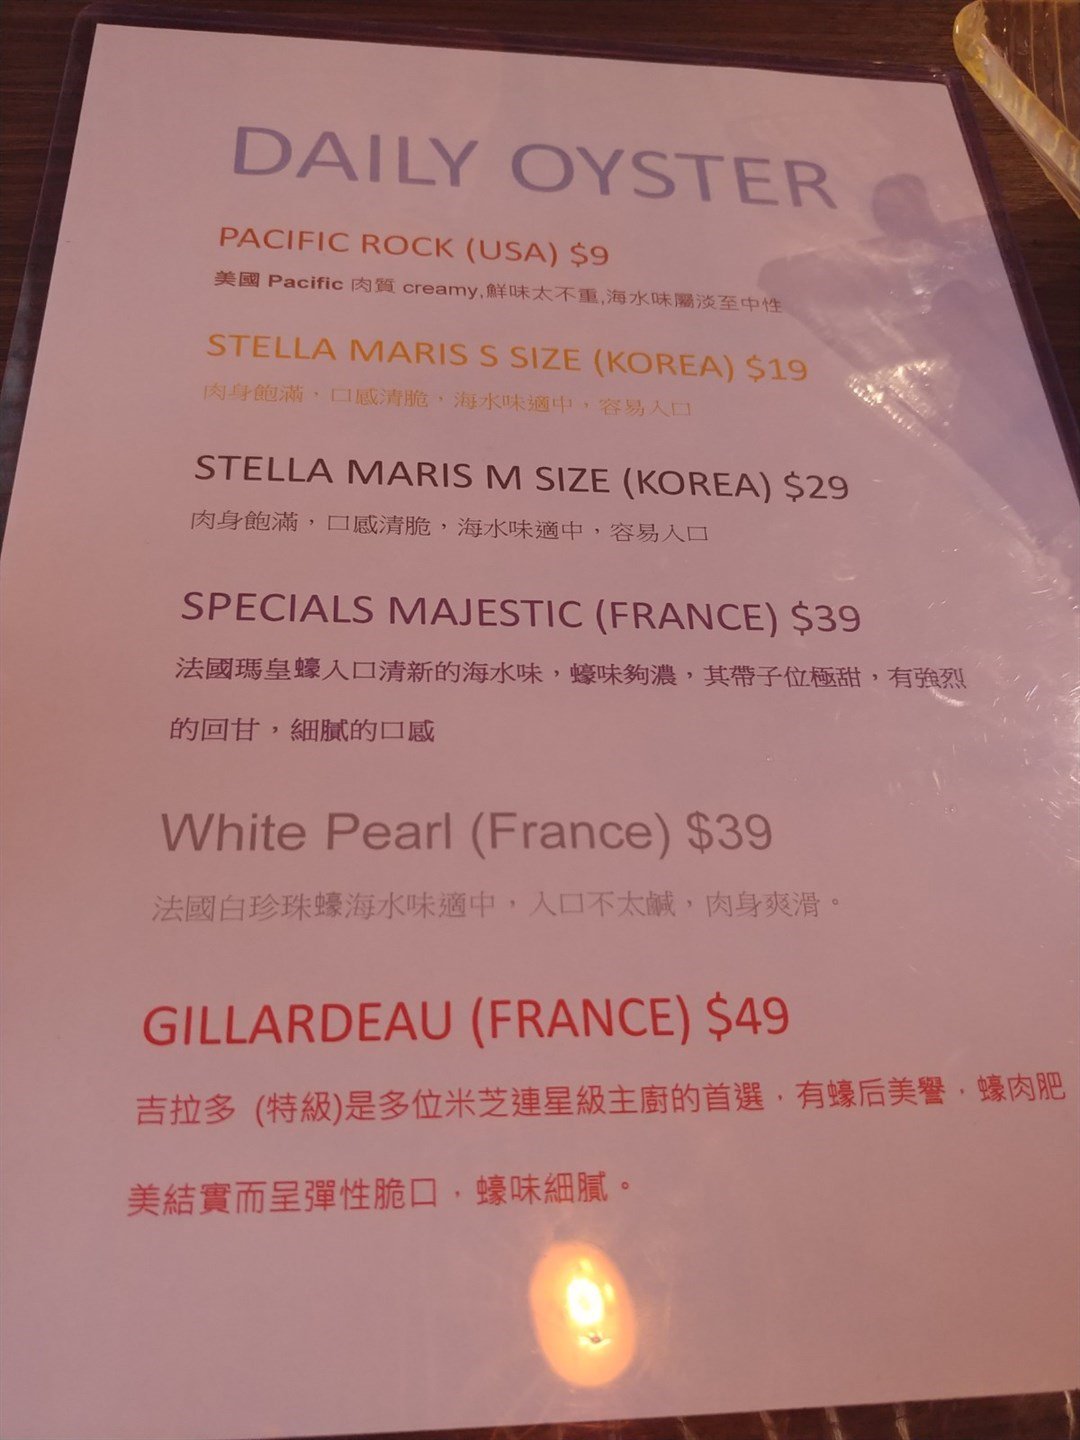 DAILY OYSTER
PACIFIC ROCK (USA) $9
美國 Pacific 肉質 creamy,鮮味太不重,海水味屬淡至中性
STELLA MARIS S SIZE (KOREA) $19
肉身飽滿，口感清脆，海水味適中，容易入口
STELLA MARIS M SIZE (KOREA) $29
肉身飽滿，口感清脆，海水味適中，容易入口
SPECIALS MAJESTIC (FRANCE) $39
法國瑪皇蠔入口清新的海水味，蠔味夠濃，其帶子位極甜，有強烈
的回甘，細膩的口感
White Pearl (France) $39
法國白珍珠蠔海水味適中，入口不太鹹，肉身爽滑。
GILLARDEAU (FRANCE) $49
吉拉多 (特級)是多位米芝連星級主廚的首選，有蠔后美譽，蠔肉肥
美結實而呈彈性脆口，蠔味細膩。